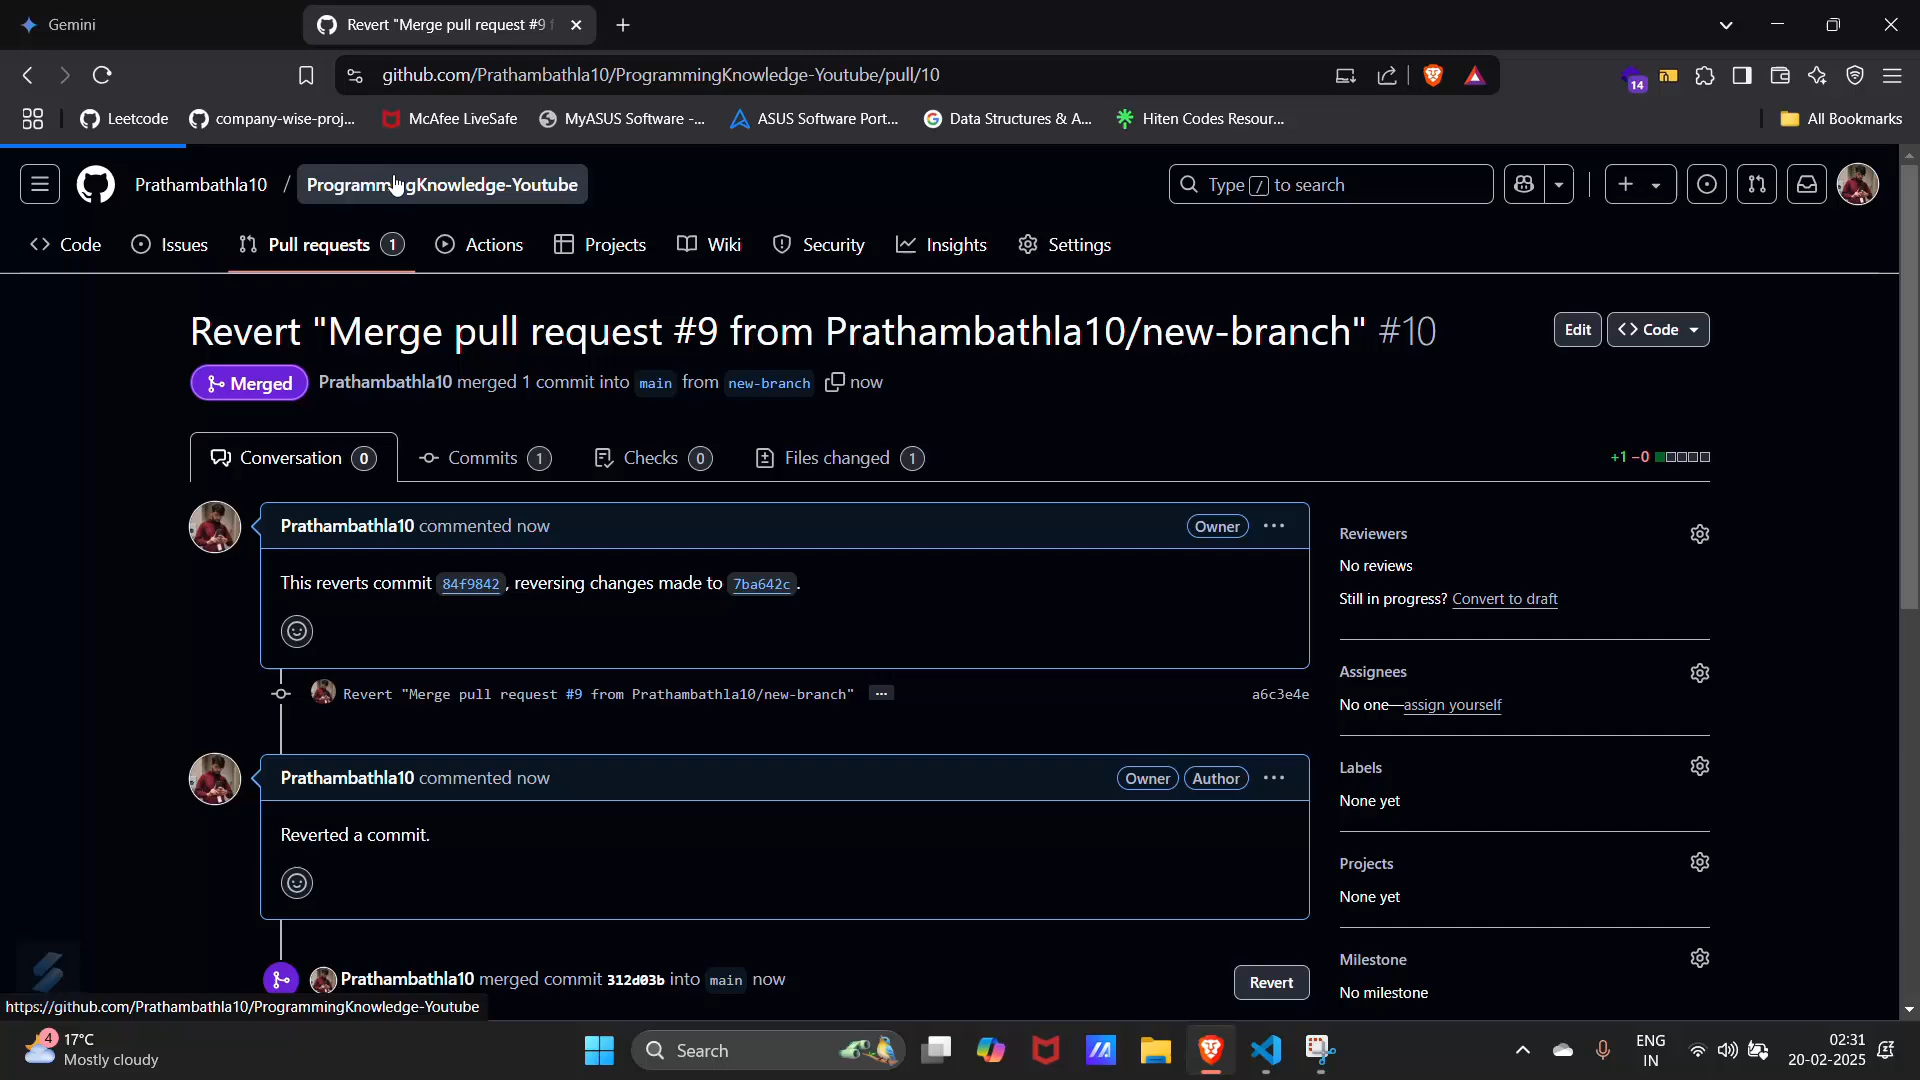 Gemini
Revert "Merge pull request #9 f
github.com/Prathambathla10/ProgrammingKnowledge-Youtube/pull/10
14
Leetcode
company-wise-proj...
McAfee LiveSafe
MyASUS Software -...
ASUS Software Port...
Data Structures & A...
Hiten Codes Resour...
All Bookmarks
Prathambathla10 / ProgrammingKnowledge-Youtube
Type / to search
Code
Issues
Pull requests 1
Actions
Projects
Wiki
Security
Insights
Settings
Revert "Merge pull request #9 from Prathambathla10/new-branch" #10
Edit
Code
Merged
Prathambathla10 merged 1 commit into main from new-branch now
Conversation 0
Commits 1
Checks 0
Files changed 1
+1 −0
Prathambathla10 commented now
Owner
This reverts commit 84f9842, reversing changes made to 7ba642c.
Revert "Merge pull request #9 from Prathambathla10/new-branch" ...
a6c3e4e
Prathambathla10 commented now
Owner
Author
Reverted a commit.
Prathambathla10 merged commit 312d03b into main now
Revert
Reviewers
No reviews
Still in progress? Convert to draft
Assignees
No one—assign yourself
Labels
None yet
Projects
None yet
Milestone
No milestone
https://github.com/Prathambathla10/ProgrammingKnowledge-Youtube
4
17°C
Mostly cloudy
Search
ENG
IN
02:31
20-02-2025